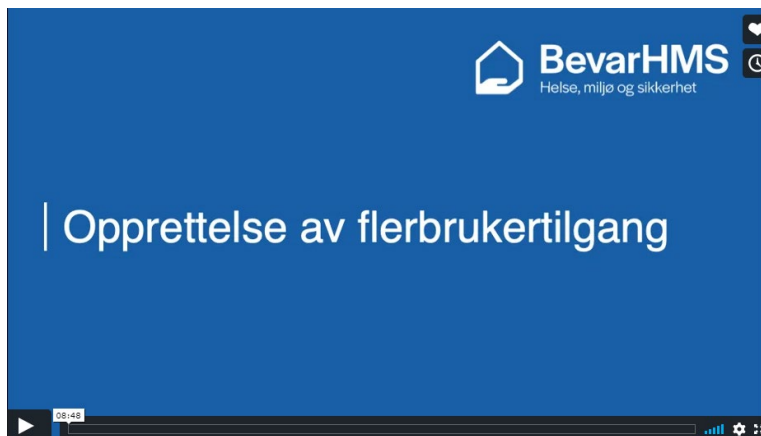 BevarHMS
Helse, miljø og sikkerhet
Opprettelse av flerbrukertilgang
08:48